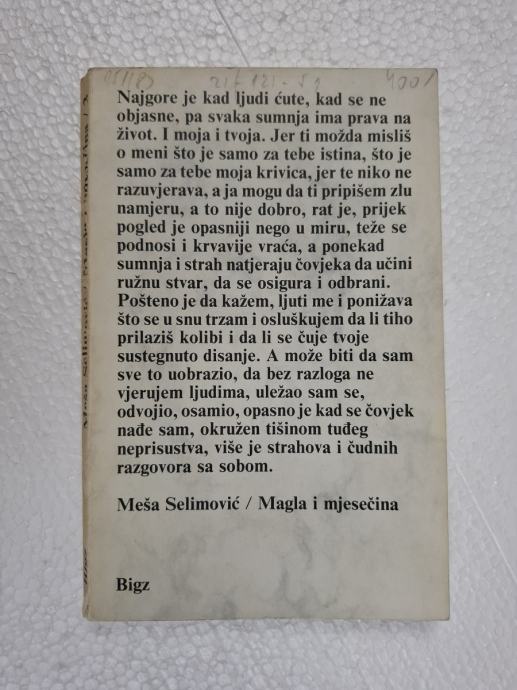 Najgore je kad ljudi ćute, kad se ne
objasne, pa svaka sumnja ima prava na
život. I moja i tvoja. Jer ti možda misliš
o meni što je samo za tebe istina, što je
samo za tebe moja krivica, jer te niko ne
razuvjerava, a ja mogu da ti pripišem zlu
namjeru, a to nije dobro, rat je, prijek
pogled je opasniji nego u miru, teže se
podnosi i krvavije vraća, a ponekad
sumnja i strah natjeraju čovjeka da učini
ružnu stvar, da se osigura i odbrani.
Pošteno je da kažem, ljuti me i ponižava
što se u snu trzam i osluškujem da li tiho
prilaziš kolibi i da li se čuje tvoje
sustegnuto disanje. A može biti da sam
sve to uobrazio, da bez razloga ne
vjerujem ljudima, uležao sam se,
odvojio, osamio, opasno je kad se čovjek
nađe sam, okružen tišinom tuđeg
neprisustva, više je strahova i čudnih
razgovora sa sobom.
Meša Selimović / Magla i mjesečina
Bigz